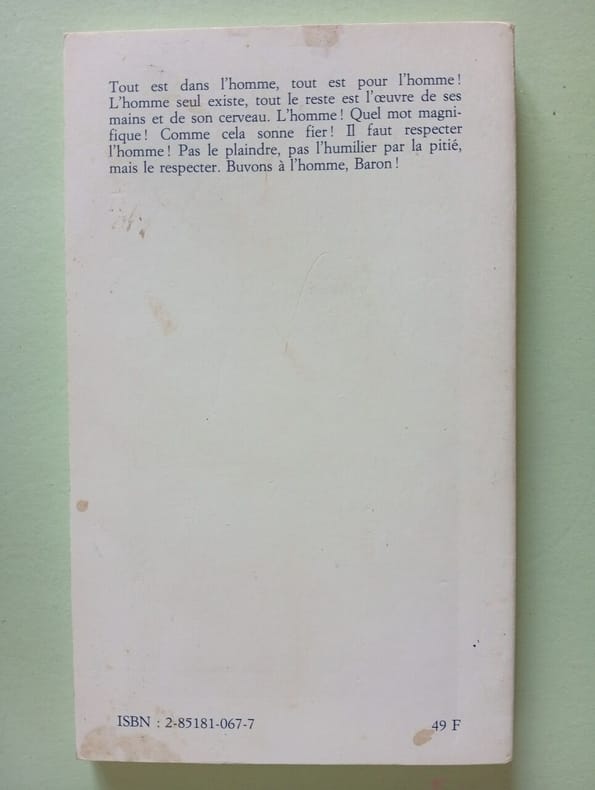 Tout est dans l'homme, tout est pour l'homme !
L'homme seul existe, tout le reste est l'œuvre de ses
mains et de son cerveau. L'homme ! Quel mot magni-
fique ! Comme cela sonne fier ! Il faut respecter
l'homme ! Pas le plaindre, pas l'humilier par la pitié,
mais le respecter. Buvons à l'homme, Baron !
ISBN : 2-85181-067-7
49 F